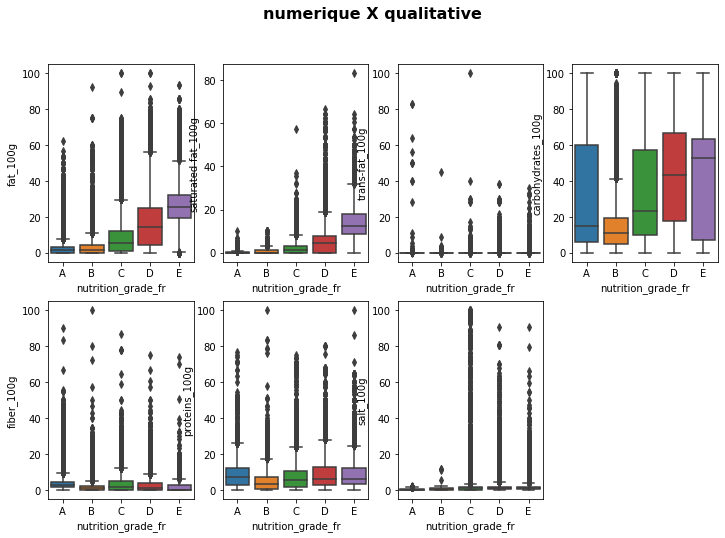 numerique X qualitative
fat_100g
100
80
60
40
20
0
A B C D E
nutrition_grade_fr
saturated-fat_100g
80
60
40
20
0
A B C D E
nutrition_grade_fr
trans-fat_100g
100
80
60
40
20
0
A B C D E
nutrition_grade_fr
carbohydrates_100g
100
80
60
40
20
0
A B C D E
nutrition_grade_fr
fiber_100g
100
80
60
40
20
0
A B C D E
nutrition_grade_fr
proteins_100g
100
80
60
40
20
0
A B C D E
nutrition_grade_fr
salt_100g
100
80
60
40
20
0
A B C D E
nutrition_grade_fr